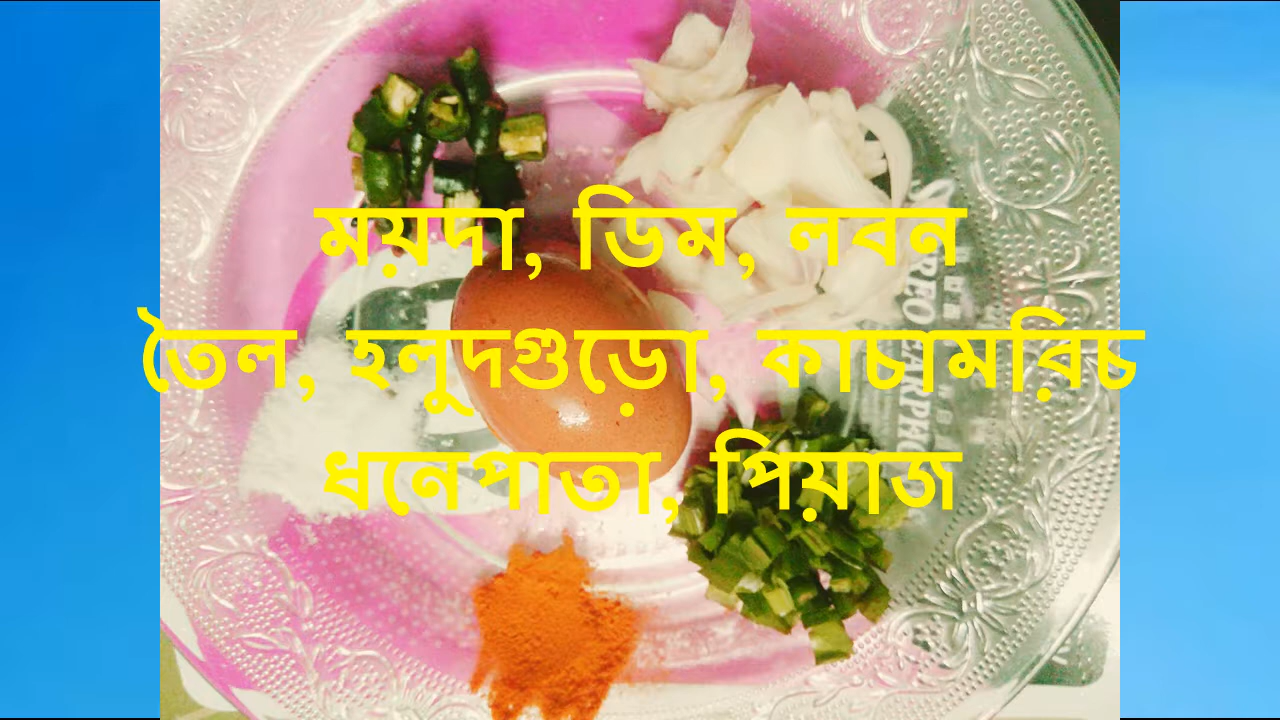 ময়দা, ডিম, লবন
তৈল, হলুদগুড়ো, কাচামরিচ
ধনেপাতা, পিয়াজ